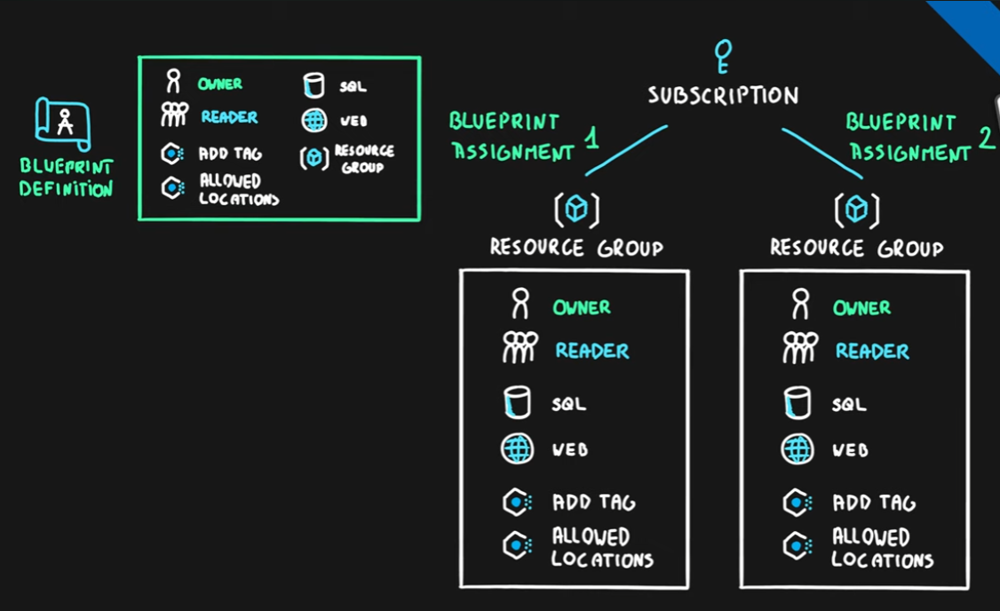 BLUEPRINT
DEFINITION
OWNER
READER
ADD TAG
ALLOWED
LOCATIONS
SQL
WEB
RESOURCE
GROUP
SUBSCRIPTION
BLUEPRINT
ASSIGNMENT 1
BLUEPRINT
ASSIGNMENT 2
RESOURCE GROUP
OWNER
READER
SQL
WEB
ADD TAG
ALLOWED
LOCATIONS
RESOURCE GROUP
OWNER
READER
SQL
WEB
ADD TAG
ALLOWED
LOCATIONS